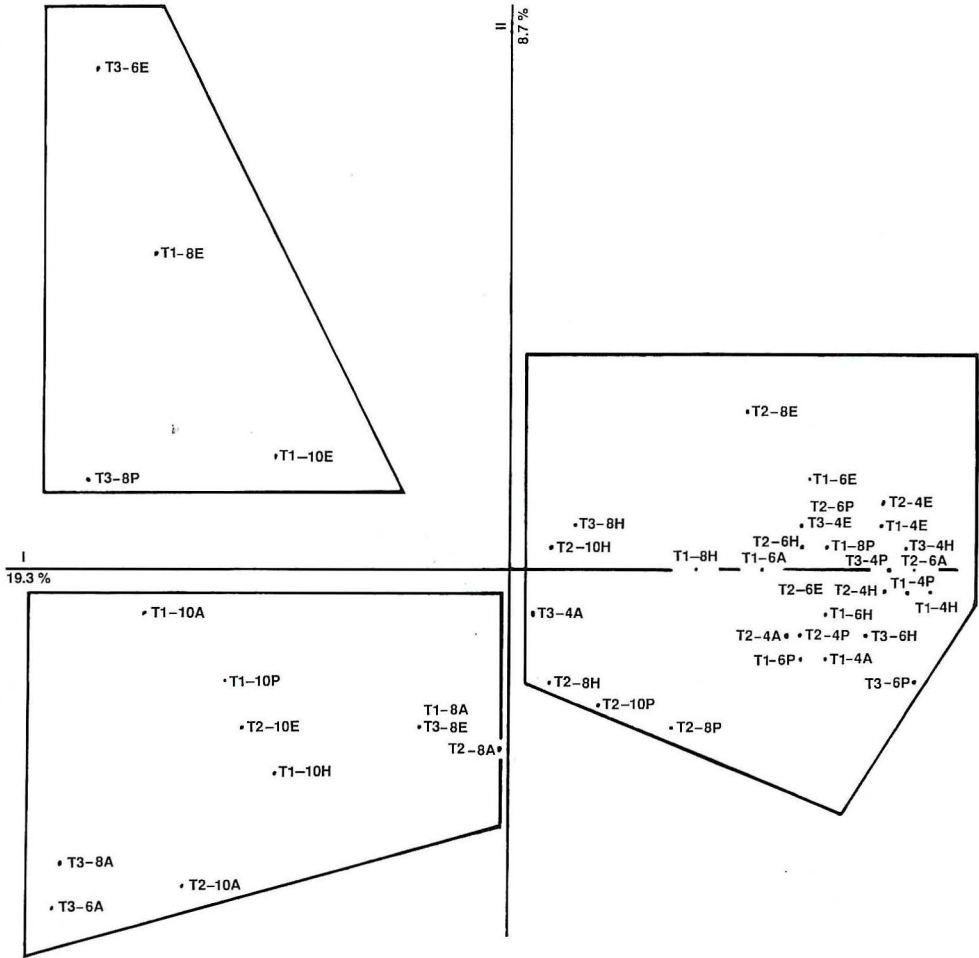 II
8.7 %
T3-6E
T1-8E
T1-10E
T3-8P
T2-8E
T1-6E
T2-6P
T2-4E
T3-8H
T3-4E
T1-4E
T2-10H
T2-6H
T1-8P
T3-4H
T1-8H
T1-6A
T3-4P
T2-6A
I
19.3 %
T2-6E
T2-4H
T1-4P
T1-4H
T1-10A
T3-4A
T1-6H
T2-4A
T2-4P
T3-6H
T1-6P
T1-4A
T1-10P
T2-8H
T3-6P
T1-8A
T2-10P
T2-10E
T3-8E
T2-8P
T2-8A
T1-10H
T3-8A
T2-10A
T3-6A